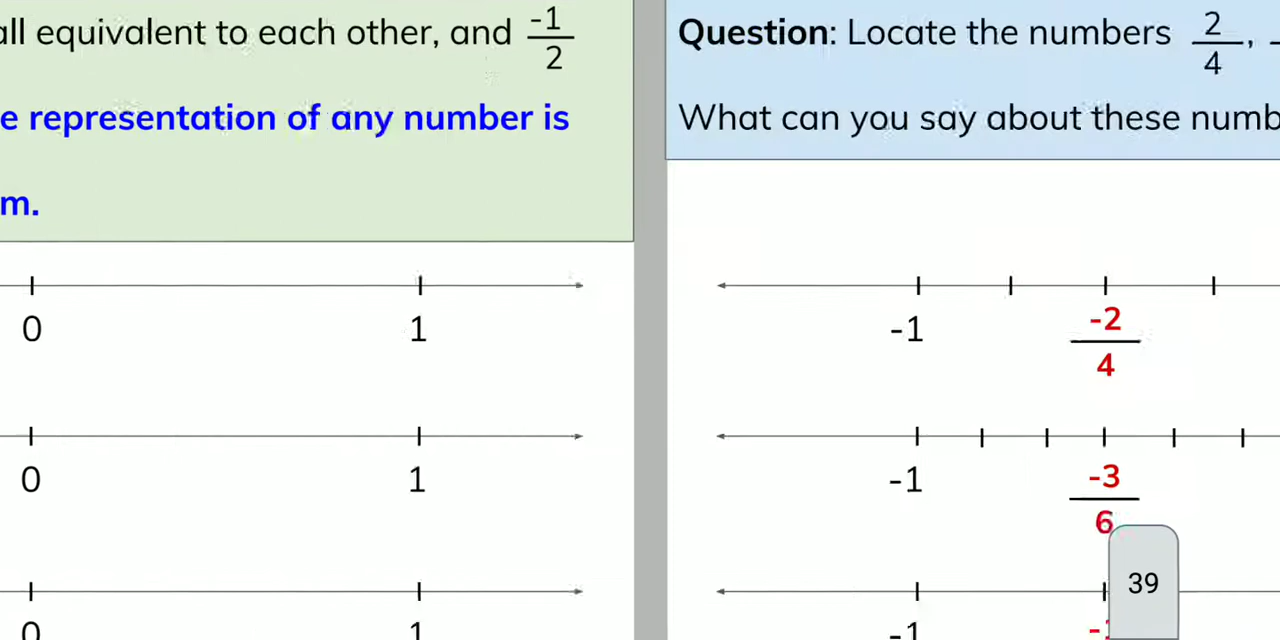 all equivalent to each other, and -1/2
e representation of any number is
m.
0 1
0 1
0 1
Question: Locate the numbers 2/4,
What can you say about these numb
-1 -2/4
-1 -3/6
-1
39